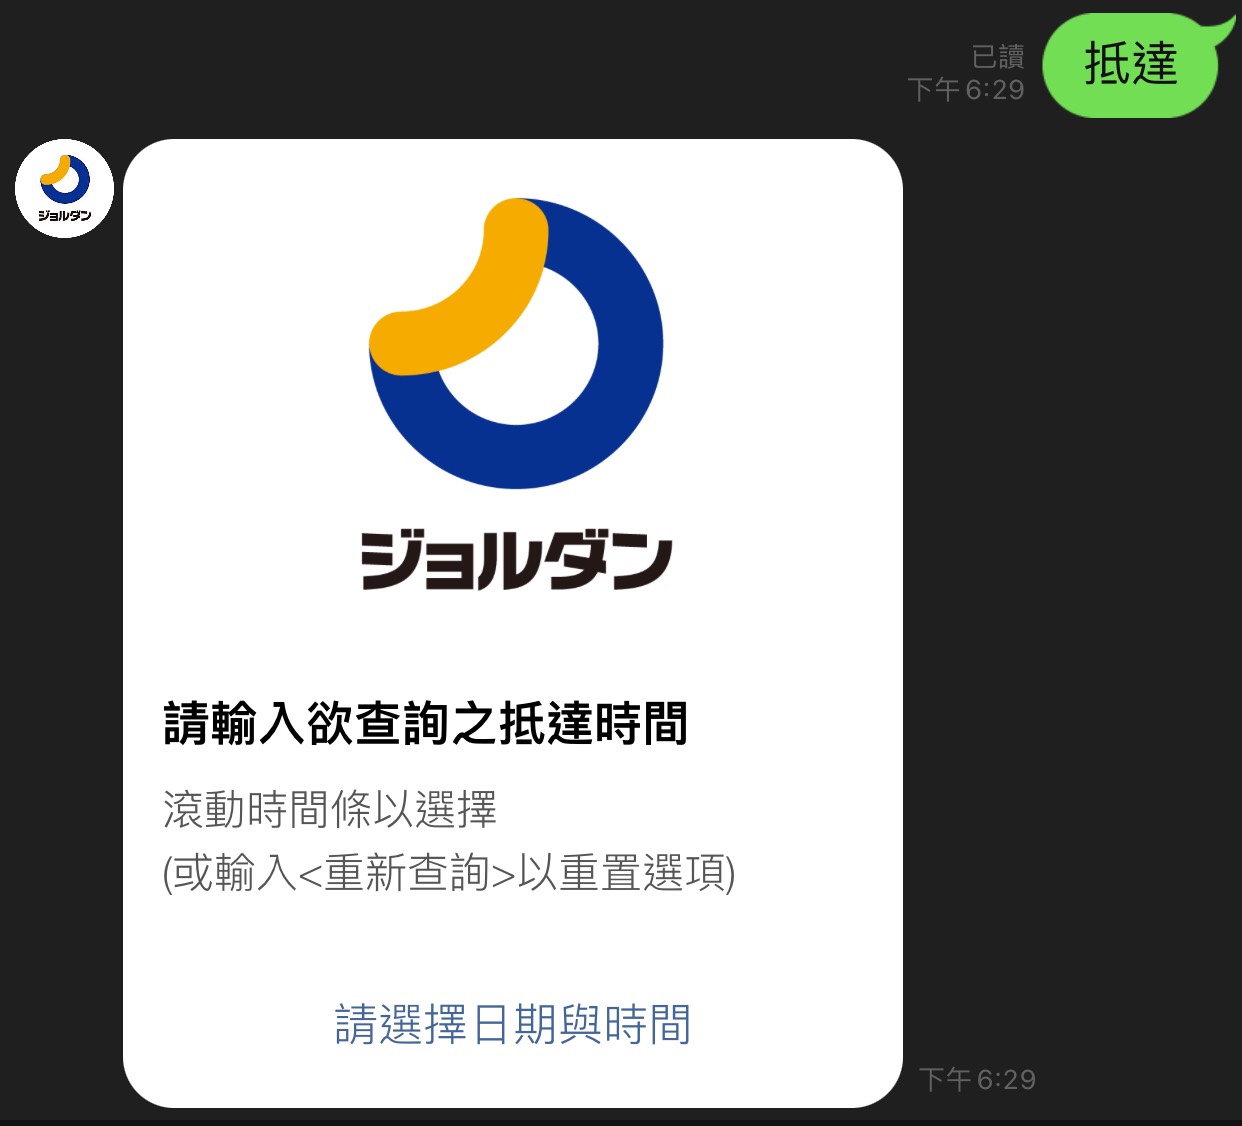 抵達
已讀
下午 6:29
ジョルダン
ジョルダン
請輸入欲查詢之抵達時間
滾動時間條以選擇
(或輸入<重新查詢>以重置選項)
請選擇日期與時間
下午 6:29